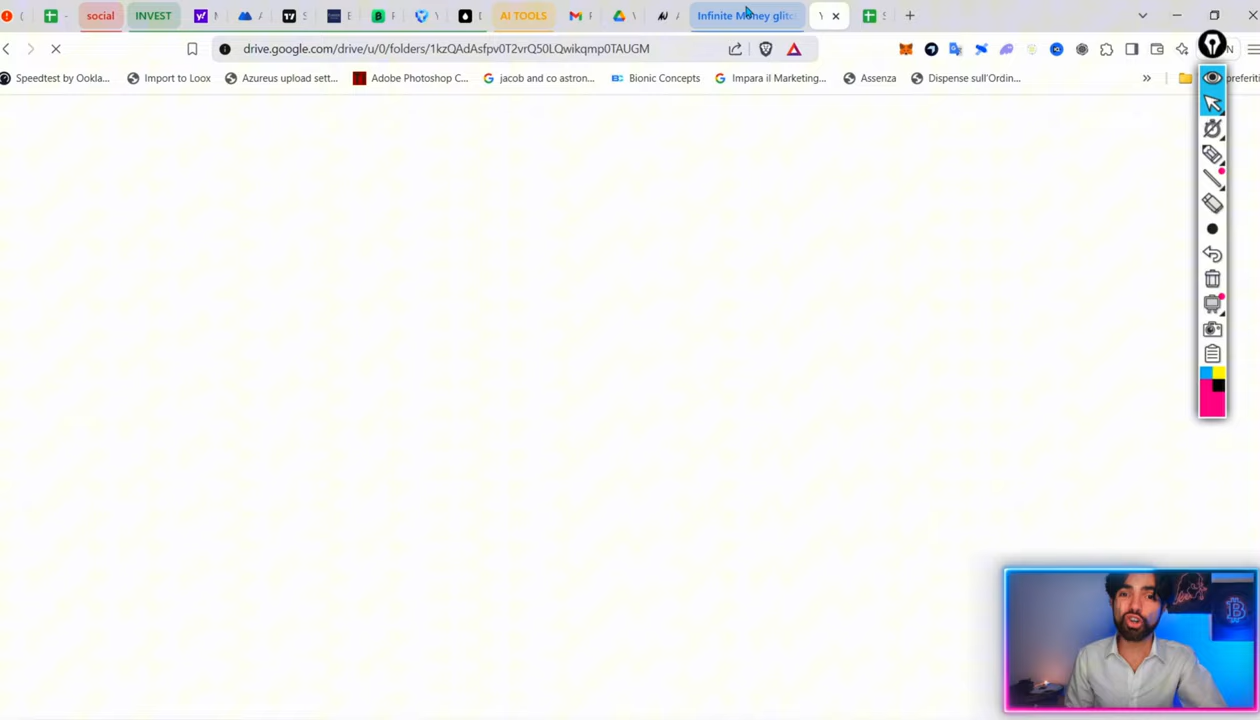 social
INVEST
AI TOOLS
Infinite Money glitc
drive.google.com/drive/u/0/folders/1kzQAdAsfpv0T2vrQ50LQwikqmp0TAUGM
Speedtest by Ookla...
Import to Loox
Azureus upload sett...
Adobe Photoshop C...
jacob and co astron...
Bionic Concepts
Impara il Marketing...
Assenza
Dispense sull'Ordin...
»
preferiti